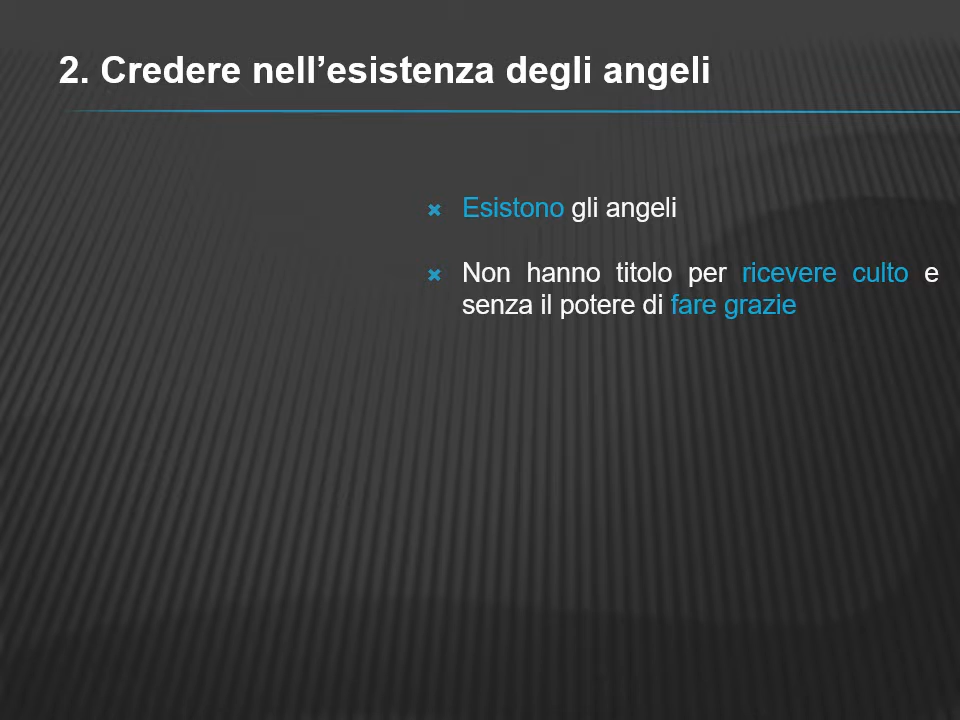 2. Credere nell’esistenza degli angeli
Esistono gli angeli
Non hanno titolo per ricevere culto e
senza il potere di fare grazie